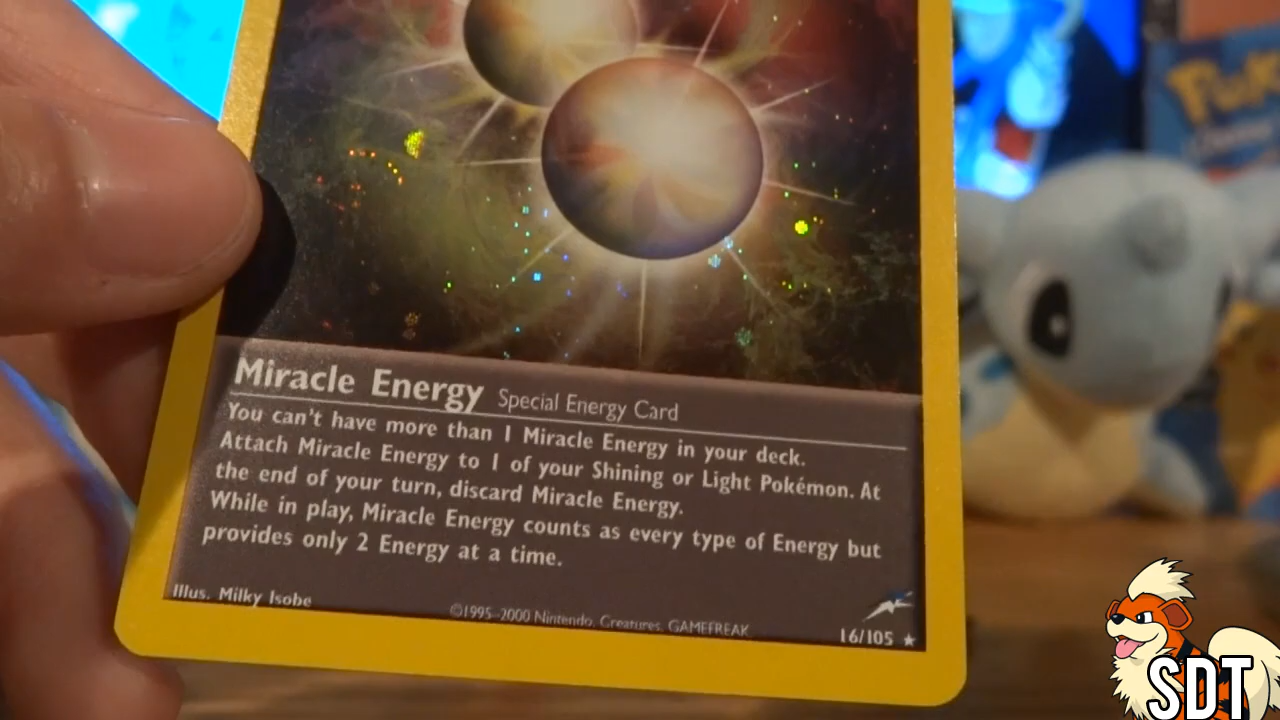 Miracle Energy Special Energy Card
You can't have more than 1 Miracle Energy in your deck.
Attach Miracle Energy to 1 of your Shining or Light Pokémon. At
the end of your turn, discard Miracle Energy.
While in play, Miracle Energy counts as every type of Energy but
provides only 2 Energy at a time.
Illus. Milky Isobe
©1995-2000 Nintendo, Creatures, GAMEFREAK
16/105 ★
SDT